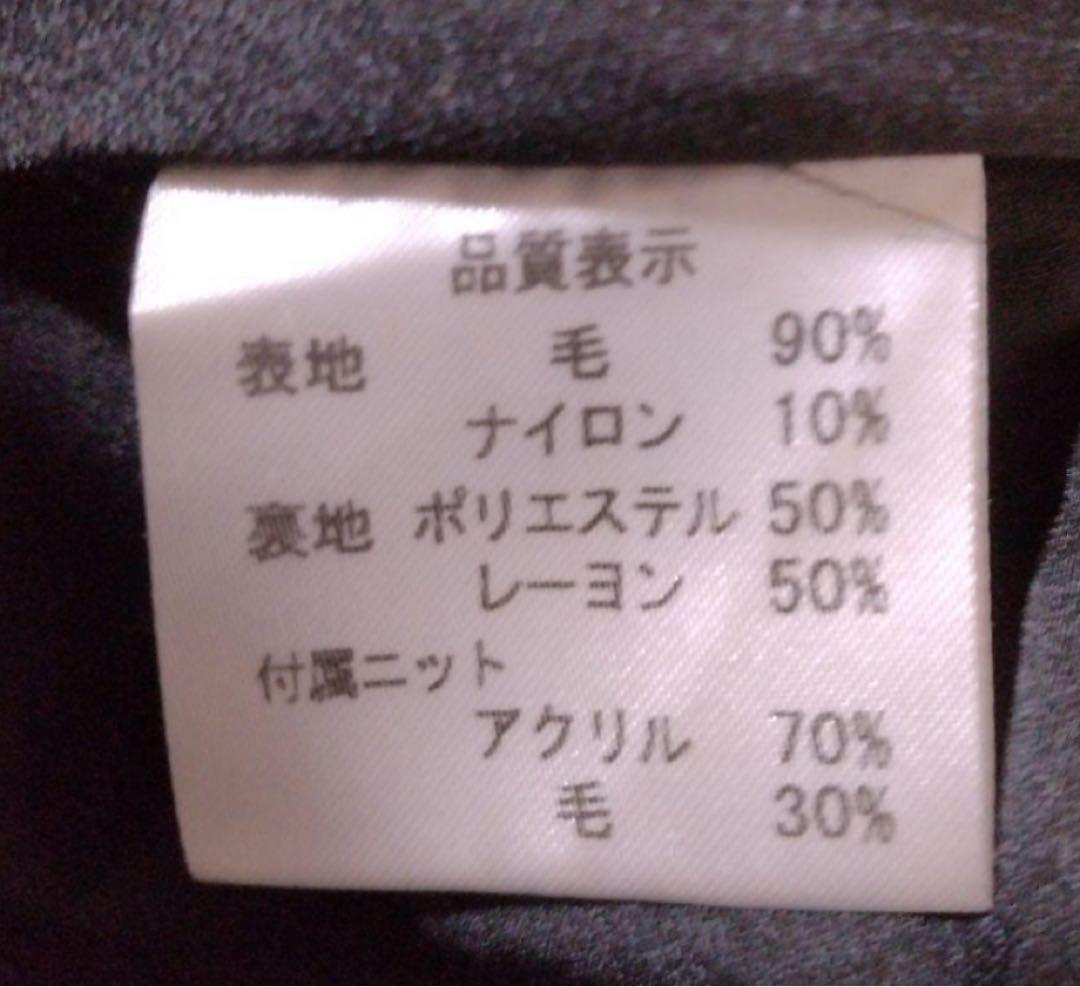 品質表示
表地 毛 90%
ナイロン 10%
裏地 ポリエステル 50%
レーヨン 50%
付属ニット
アクリル 70%
毛 30%